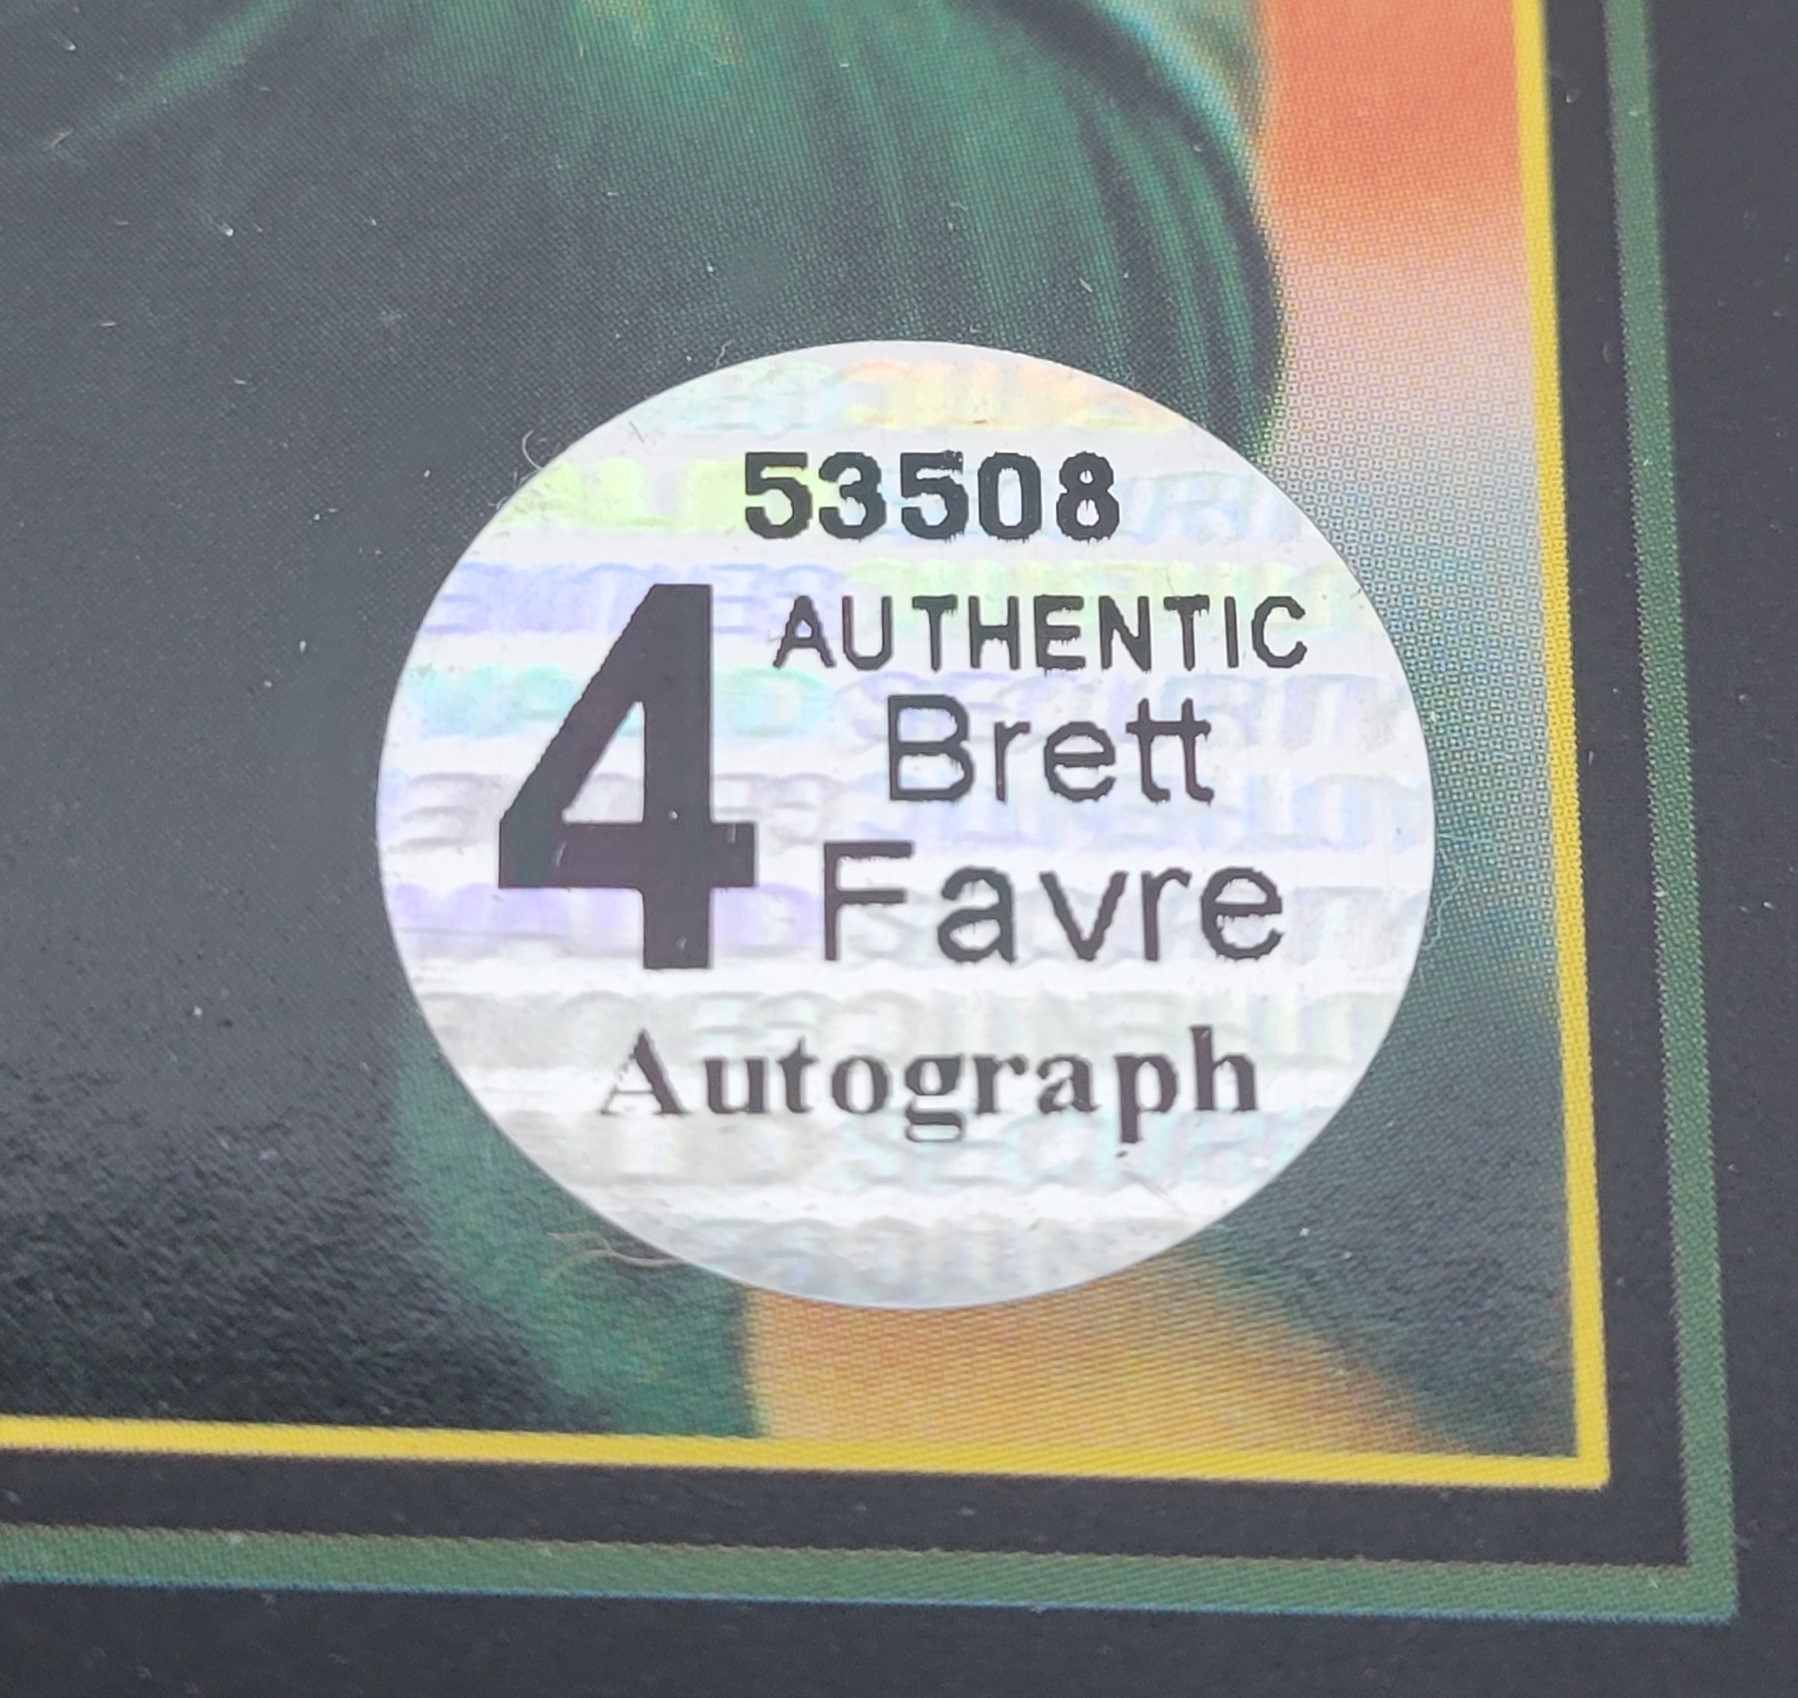 53508
4 AUTHENTIC
Brett
Favre
Autograph